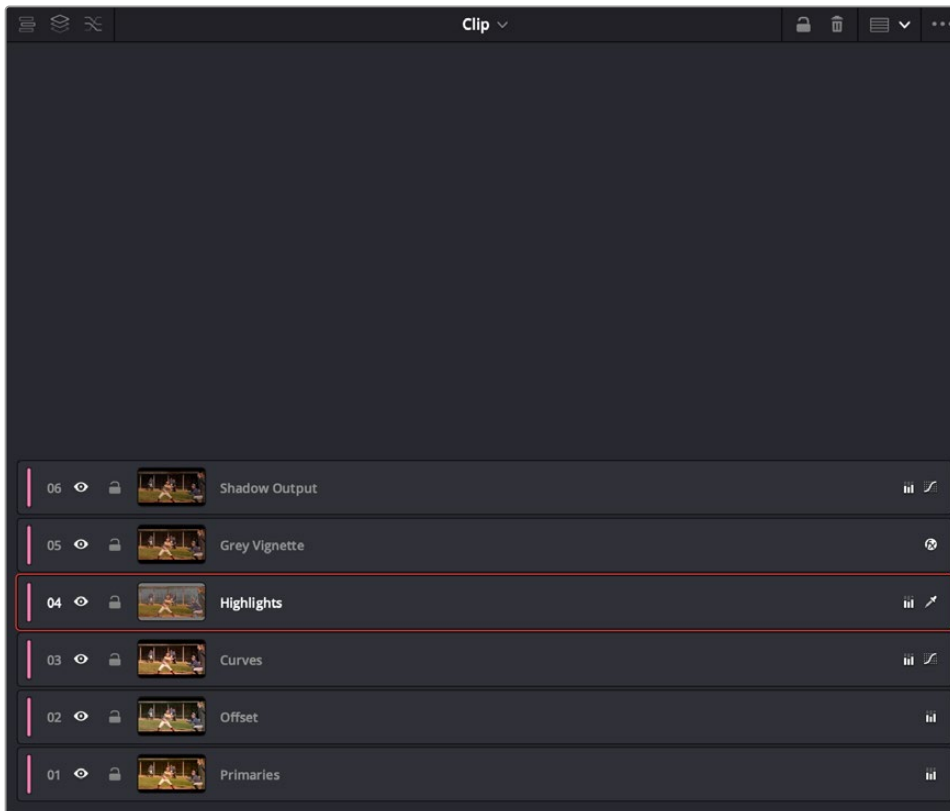 Clip
06 Shadow Output
05 Grey Vignette
04 Highlights
03 Curves
02 Offset
01 Primaries